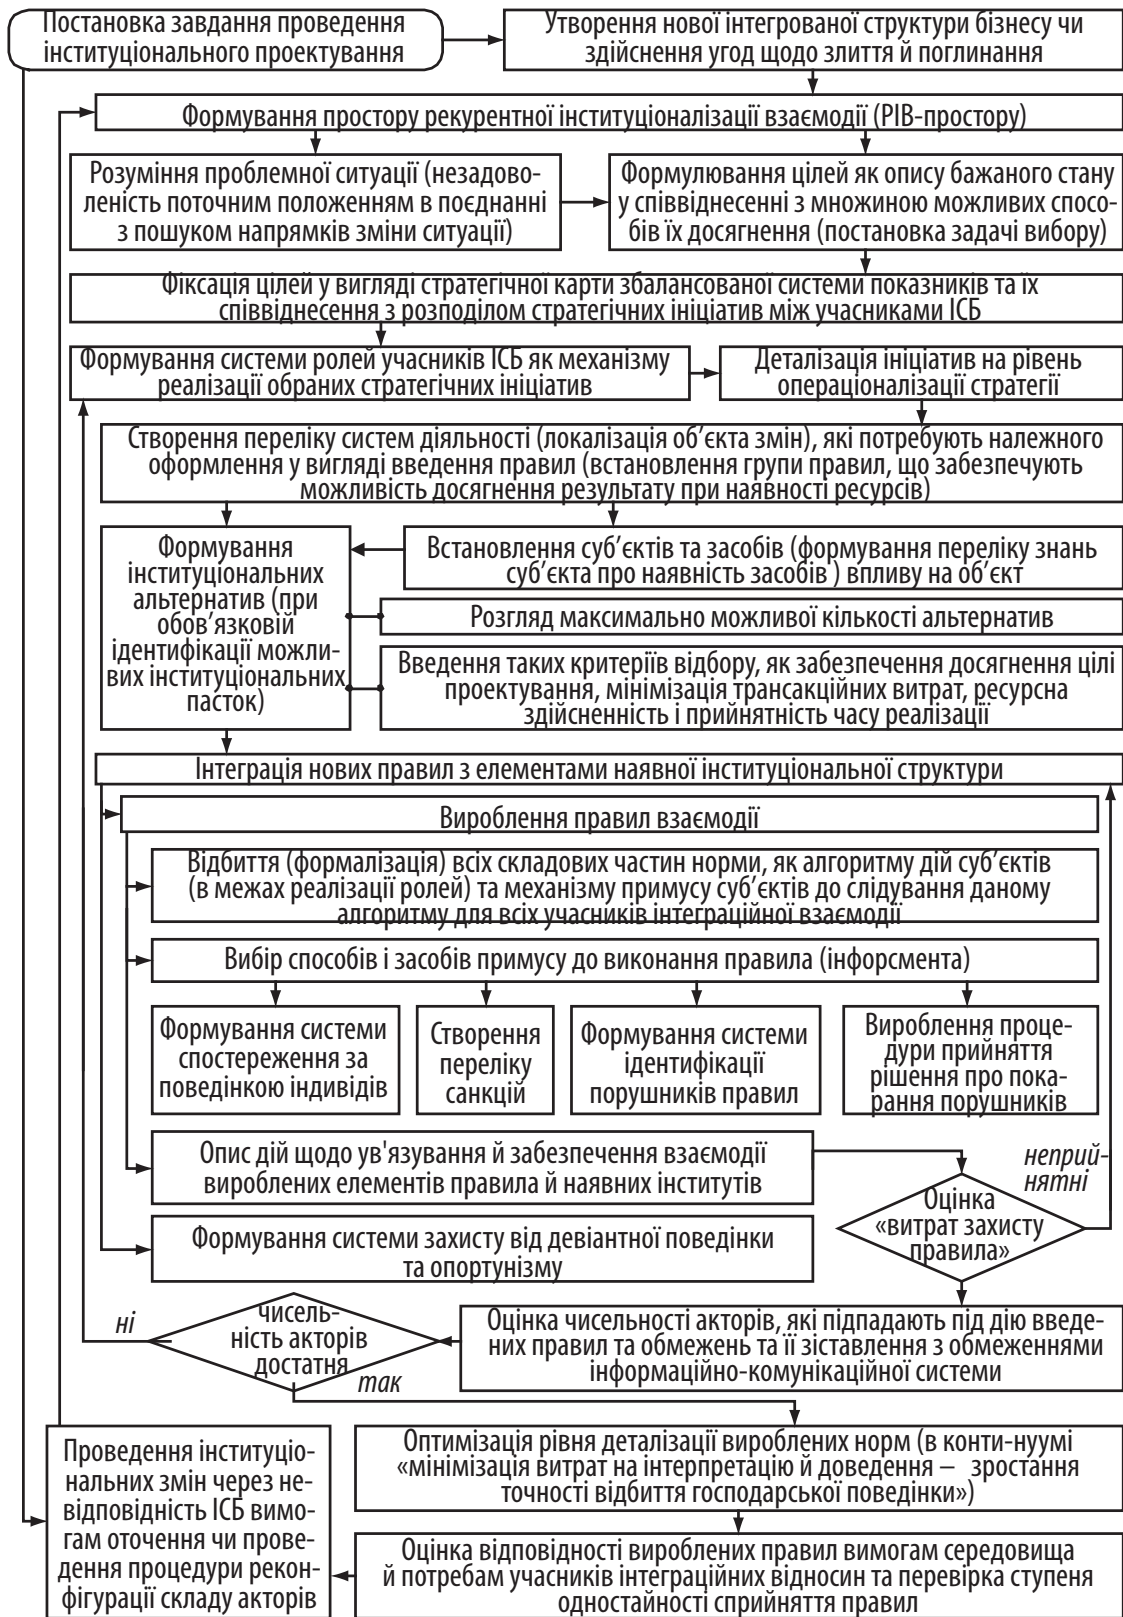 Постановка завдання проведення
інституціонального проектування
Утворення нової інтегрованої структури бізнесу чи
здійснення угод щодо злиття й поглинання
Формування простору рекурентної інституціоналізації взаємодії (РІВ-простору)
Розуміння проблемної ситуації (незадово-
леність поточним положенням в поєднанні
з пошуком напрямків зміни ситуації)
Формулювання цілей як опису бажаного стану
у співвіднесенні з множиною можливих спосо-
бів їх досягнення (постановка задачі вибору)
Фіксація цілей у вигляді стратегічної карти збалансованої системи показників та їх
співвіднесення з розподілом стратегічних ініціатив між учасниками ІСБ
Формування системи ролей учасників ІСБ як механізму
реалізації обраних стратегічних ініціатив
Деталізація ініціатив на рівень
операціоналізації стратегії
Створення переліку систем діяльності (локалізація об’єкта змін), які потребують належного
оформлення у вигляді введення правил (встановлення групи правил, що забезпечують
можливість досягнення результату при наявності ресурсів)
Формування
інституціональних
альтернатив (при
обов’язковій
ідентифікації можли-
вих інституціональних
пасток)
Встановлення суб’єктів та засобів (формування переліку знань
суб’єкта про наявність засобів ) впливу на об’єкт
Розгляд максимально можливої кількості альтернатив
Введення таких критеріїв відбору, як забезпечення досягнення цілі
проектування, мінімізація трансакційних витрат, ресурсна
здійсненність і прийнятність часу реалізації
Інтеграція нових правил з елементами наявної інституціональної структури
Вироблення правил взаємодії
Відбиття (формалізація) всіх складових частин норми, як алгоритму дій суб’єктів
(в межах реалізації ролей) та механізму примусу суб’єктів до слідування даному
алгоритму для всіх учасників інтеграційної взаємодії
Вибір способів і засобів примусу до виконання правила (інфорсмента)
Формування системи
спостереження за
поведінкою індивідів
Створення
переліку
санкцій
Формування системи
ідентифікації
порушників правил
Вироблення проце-
дури прийняття
рішення про пока-
рання порушників
Опис дій щодо ув'язування й забезпечення взаємодії
вироблених елементів правила й наявних інститутів
неприй-
нятні
Оцінка
«витрат захисту
правила»
Формування системи захисту від девіантної поведінки
та опортунізму
ні
чисель-
ність акторів
достатня
так
Оцінка чисельності акторів, які підпадають під дію введе-
них правил та обмежень та її зіставлення з обмеженнями
інформаційно-комунікаційної системи
Проведення інституціо-
нальних змін через не-
відповідність ІСБ вимо-
гам оточення чи прове-
дення процедури рекон-
фігурації складу акторів
Оптимізація рівня деталізації вироблених норм (в конти-нуумі
«мінімізація витрат на інтерпретацію й доведення – зростання
точності відбиття господарської поведінки»)
Оцінка відповідності вироблених правил вимогам середовища
й потребам учасників інтеграційних відносин та перевірка ступеня
одностайності сприйняття правил